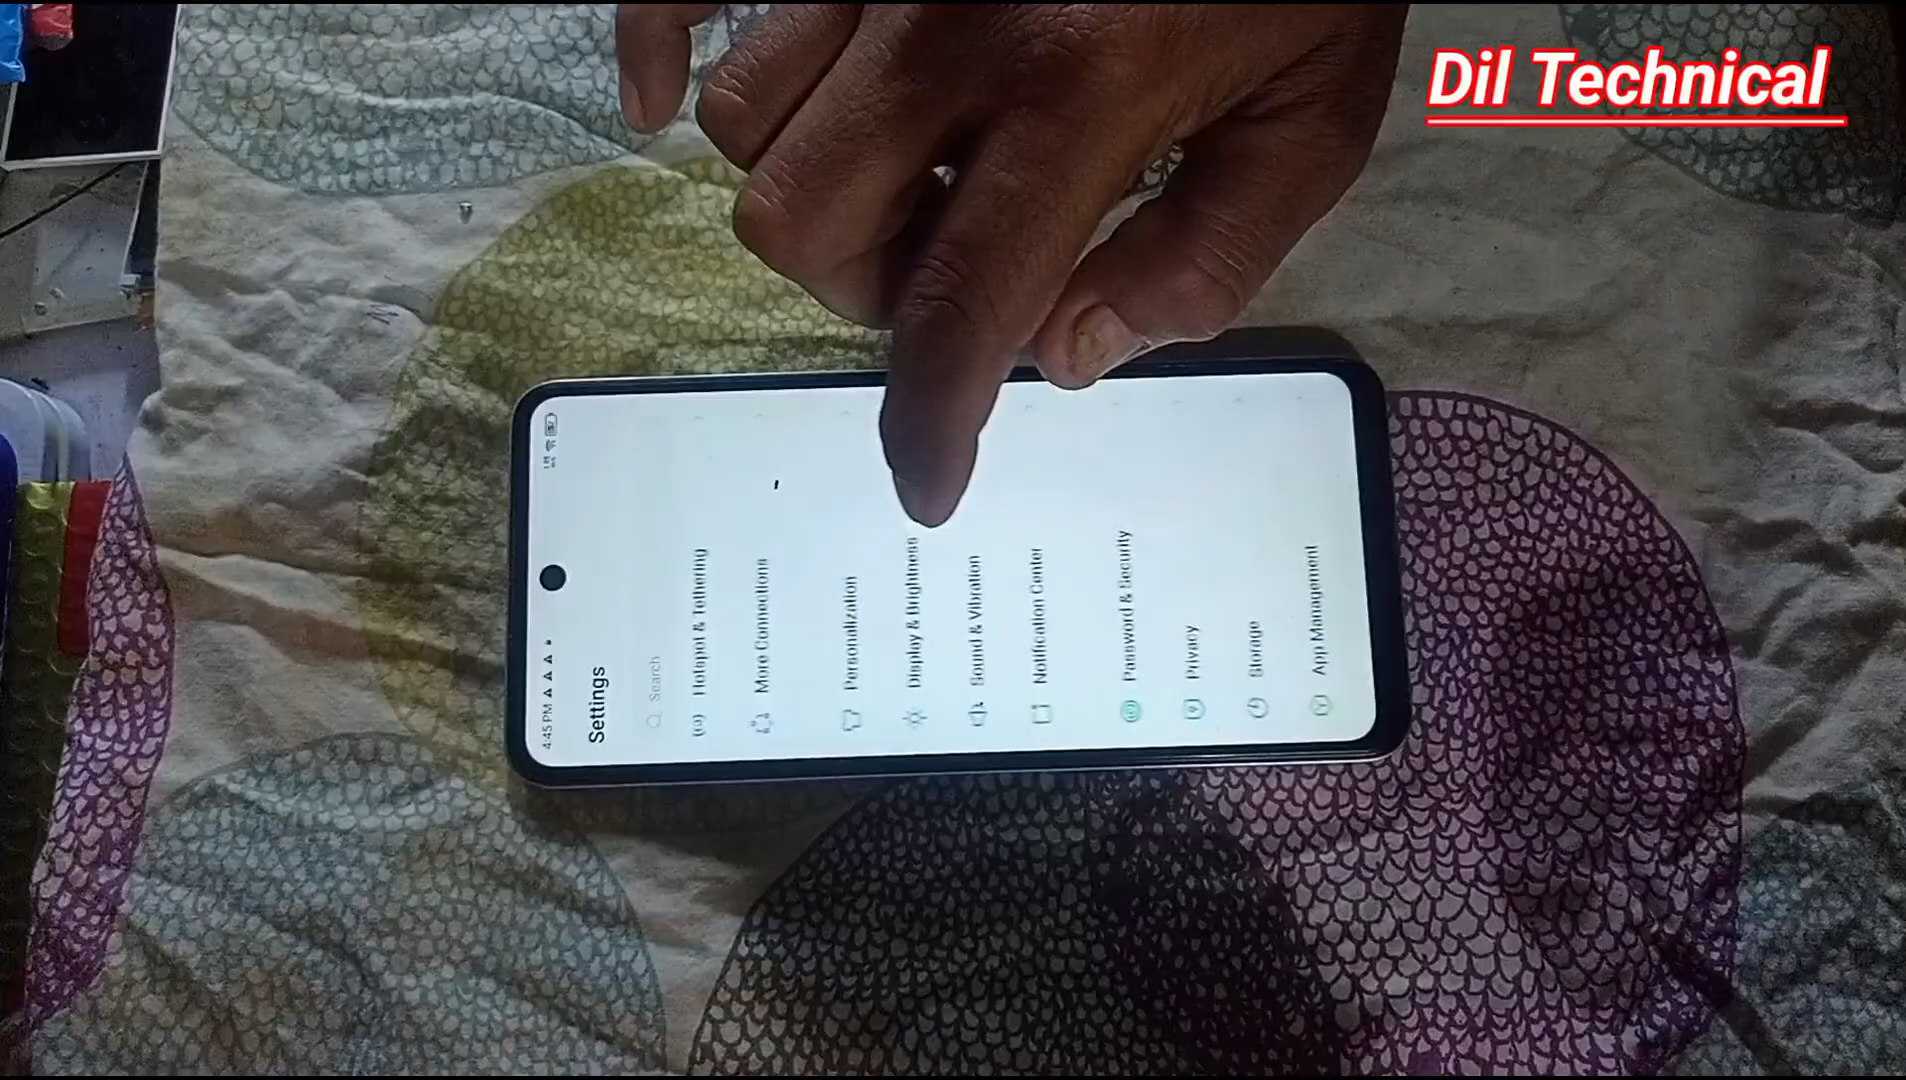 Dil Technical
4:45 PM
Settings
Search
Hotspot & Tethering
More Connections
Personalization
Display & Brightness
Sound & Vibration
Notification Center
Password & Security
Privacy
Storage
App Management